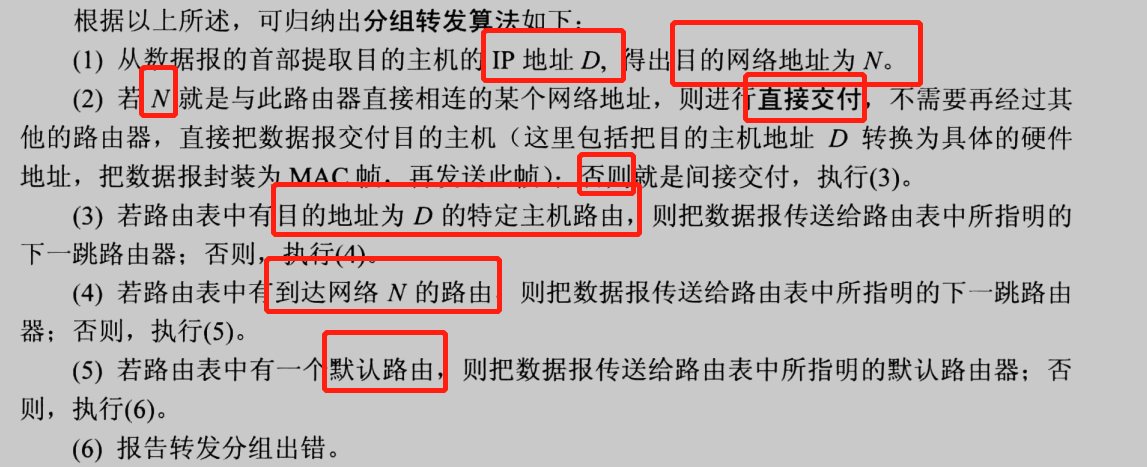 根据以上所述，可归纳出分组转发算法如下：
(1) 从数据报的首部提取目的主机的 IP 地址 D, 得出目的网络地址为 N。
(2) 若 N 就是与此路由器直接相连的某个网络地址，则进行直接交付，不需要再经过其
他的路由器，直接把数据报交付目的主机（这里包括把目的主机地址 D 转换为具体的硬件
地址，把数据报封装为 MAC 帧，再发送此帧）；否则就是间接交付，执行(3)。
(3) 若路由表中有目的地址为 D 的特定主机路由，则把数据报传送给路由表中所指明的
下一跳路由器；否则，执行(4)。
(4) 若路由表中有到达网络 N 的路由，则把数据报传送给路由表中所指明的下一跳路由
器；否则，执行(5)。
(5) 若路由表中有一个默认路由，则把数据报传送给路由表中所指明的默认路由器；否
则，执行(6)。
(6) 报告转发分组出错。